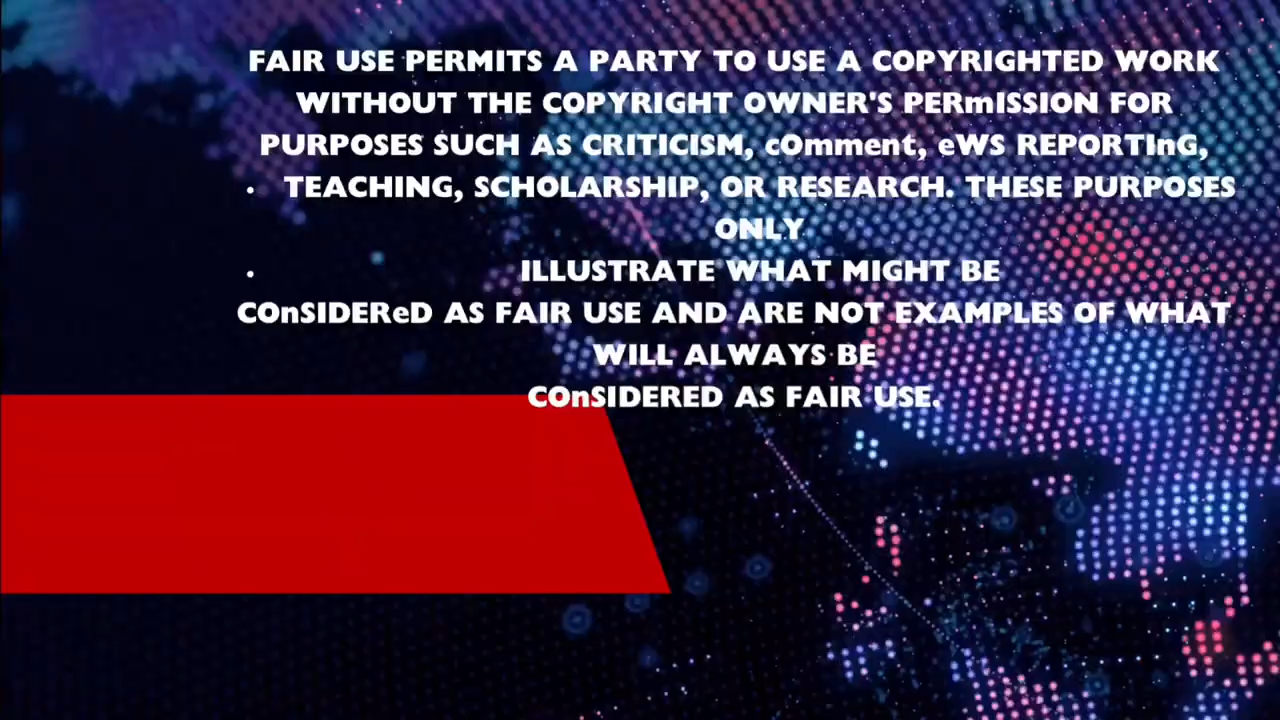 FAIR USE PERMITS A PARTY TO USE A COPYRIGHTED WORK
WITHOUT THE COPYRIGHT OWNER'S PERmISSION FOR
PURPOSES SUCH AS CRITICISM, cOmment, eWS REPORTInG,
• TEACHING, SCHOLARSHIP, OR RESEARCH. THESE PURPOSES
ONLY
• ILLUSTRATE WHAT MIGHT BE
COnSIDEReD AS FAIR USE AND ARE NOT EXAMPLES OF WHAT
WILL ALWAYS BE
COnSIDERED AS FAIR USE.